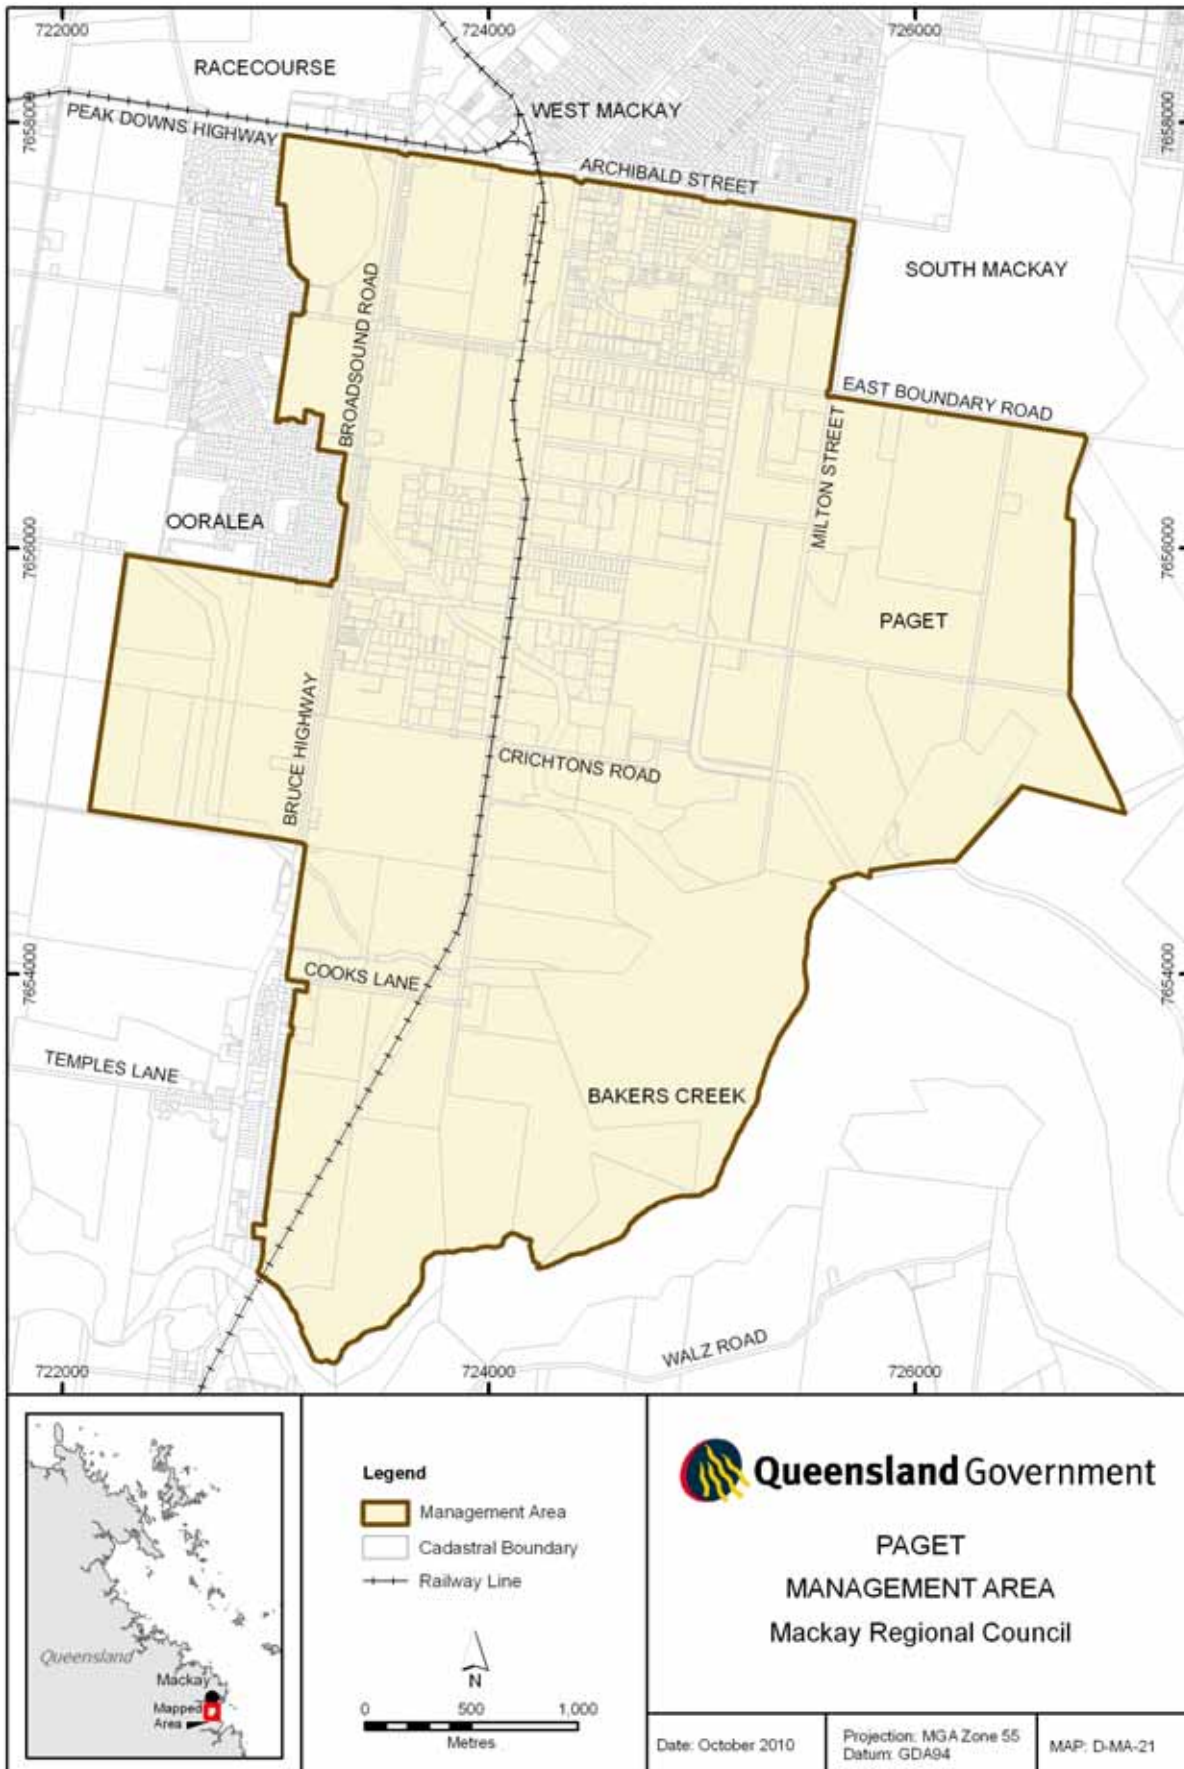 722000
724000
726000
RACECOURSE
WEST MACKAY
7658000
7658000
PEAK DOWNS HIGHWAY
ARCHIBALD STREET
SOUTH MACKAY
BROADSOUND ROAD
EAST BOUNDARY ROAD
MILTON STREET
OORALEA
7656000
7656000
PAGET
BRUCE HIGHWAY
CRICHTONS ROAD
7654000
7654000
COOKS LANE
TEMPLES LANE
BAKERS CREEK
WALZ ROAD
722000
724000
726000
Queensland
Mackay
Mapped
Area
Legend
Management Area
Cadastral Boundary
Railway Line
N
0 500 1,000
Metres
Queensland Government
PAGET
MANAGEMENT AREA
Mackay Regional Council
Date: October 2010
Projection: MGA Zone 55
Datum: GDA94
MAP: D-MA-21